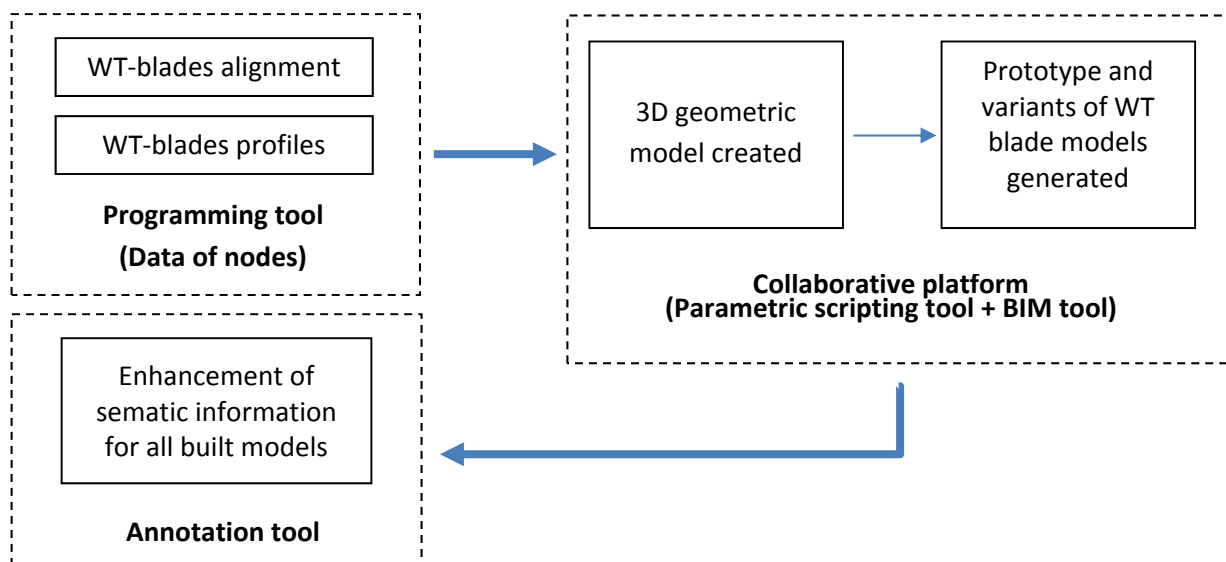 WT-blades alignment
WT-blades profiles
Programming tool
(Data of nodes)
3D geometric
model created
Prototype and
variants of WT
blade models
generated
Collaborative platform
(Parametric scripting tool + BIM tool)
Enhancement of
sematic information
for all built models
Annotation tool